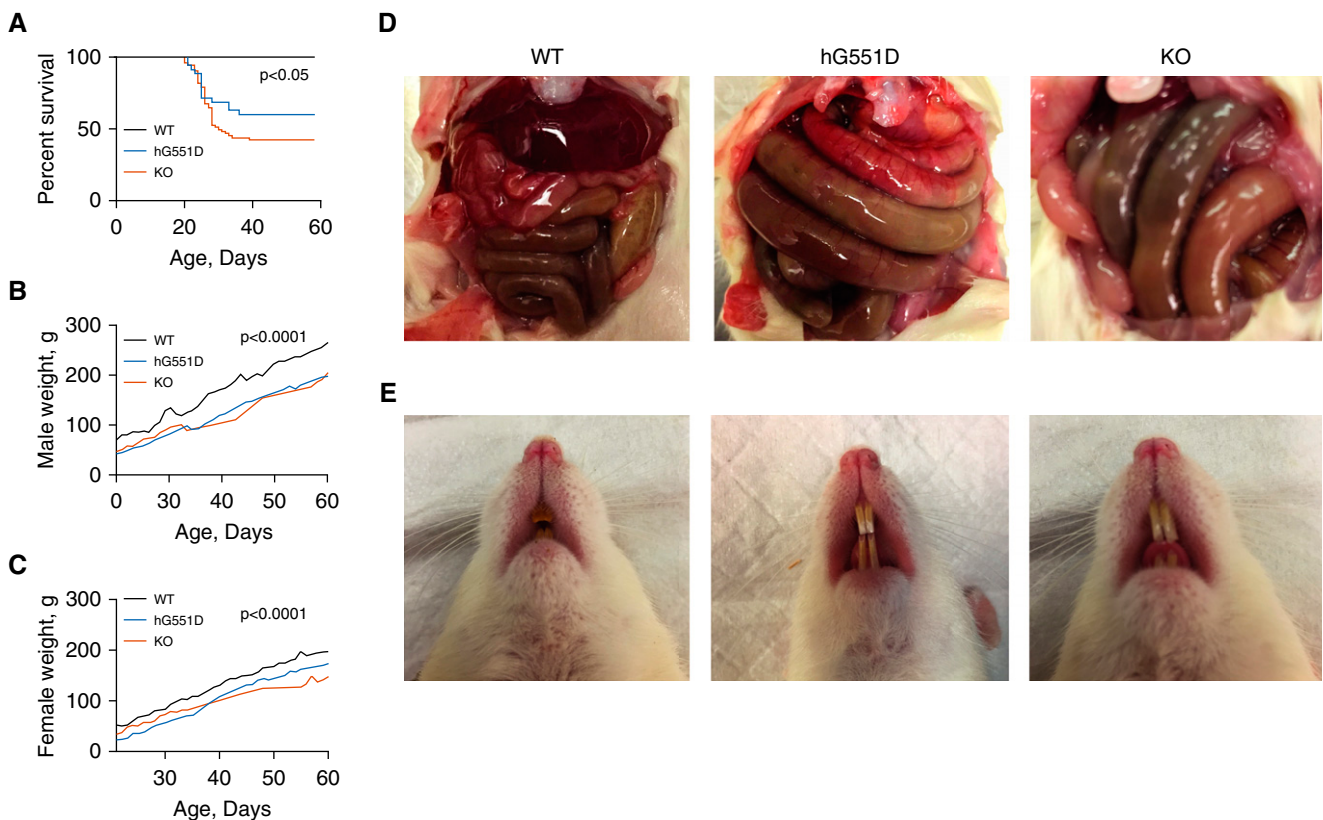 A
100
50
0
Percent survival
p<0.05
WT
hG551D
KO
0 20 40 60
Age, Days
B
300
200
100
0
Male weight, g
WT
hG551D
KO
p<0.0001
0 30 40 50 60
Age, Days
C
300
200
100
0
Female weight, g
WT
hG551D
KO
p<0.0001
30 40 50 60
Age, Days
D
WT hG551D KO
E